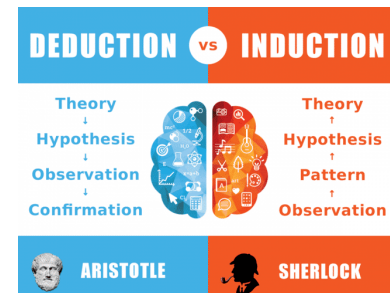 DEDUCTION vs INDUCTION
Theory
↓
Hypothesis
↓
Observation
↓
Confirmation
Theory
↑
Hypothesis
↑
Pattern
↑
Observation
ARISTOTLE
SHERLOCK